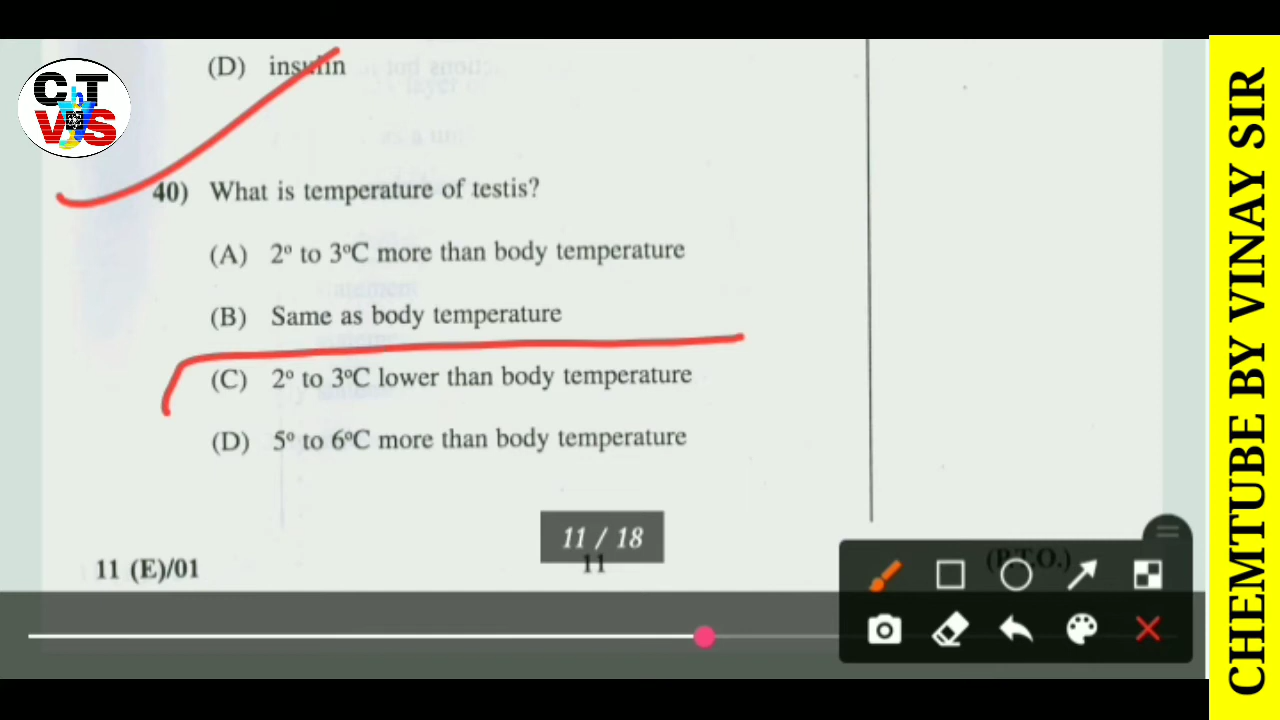 (D) insulin
C T
V S
40) What is temperature of testis?
(A) 2° to 3°C more than body temperature
(B) Same as body temperature
(C) 2° to 3°C lower than body temperature
(D) 5° to 6°C more than body temperature
11 / 18
11 (E)/01
11
(P.T.O.)
CHEMTUBE BY VINAY SIR